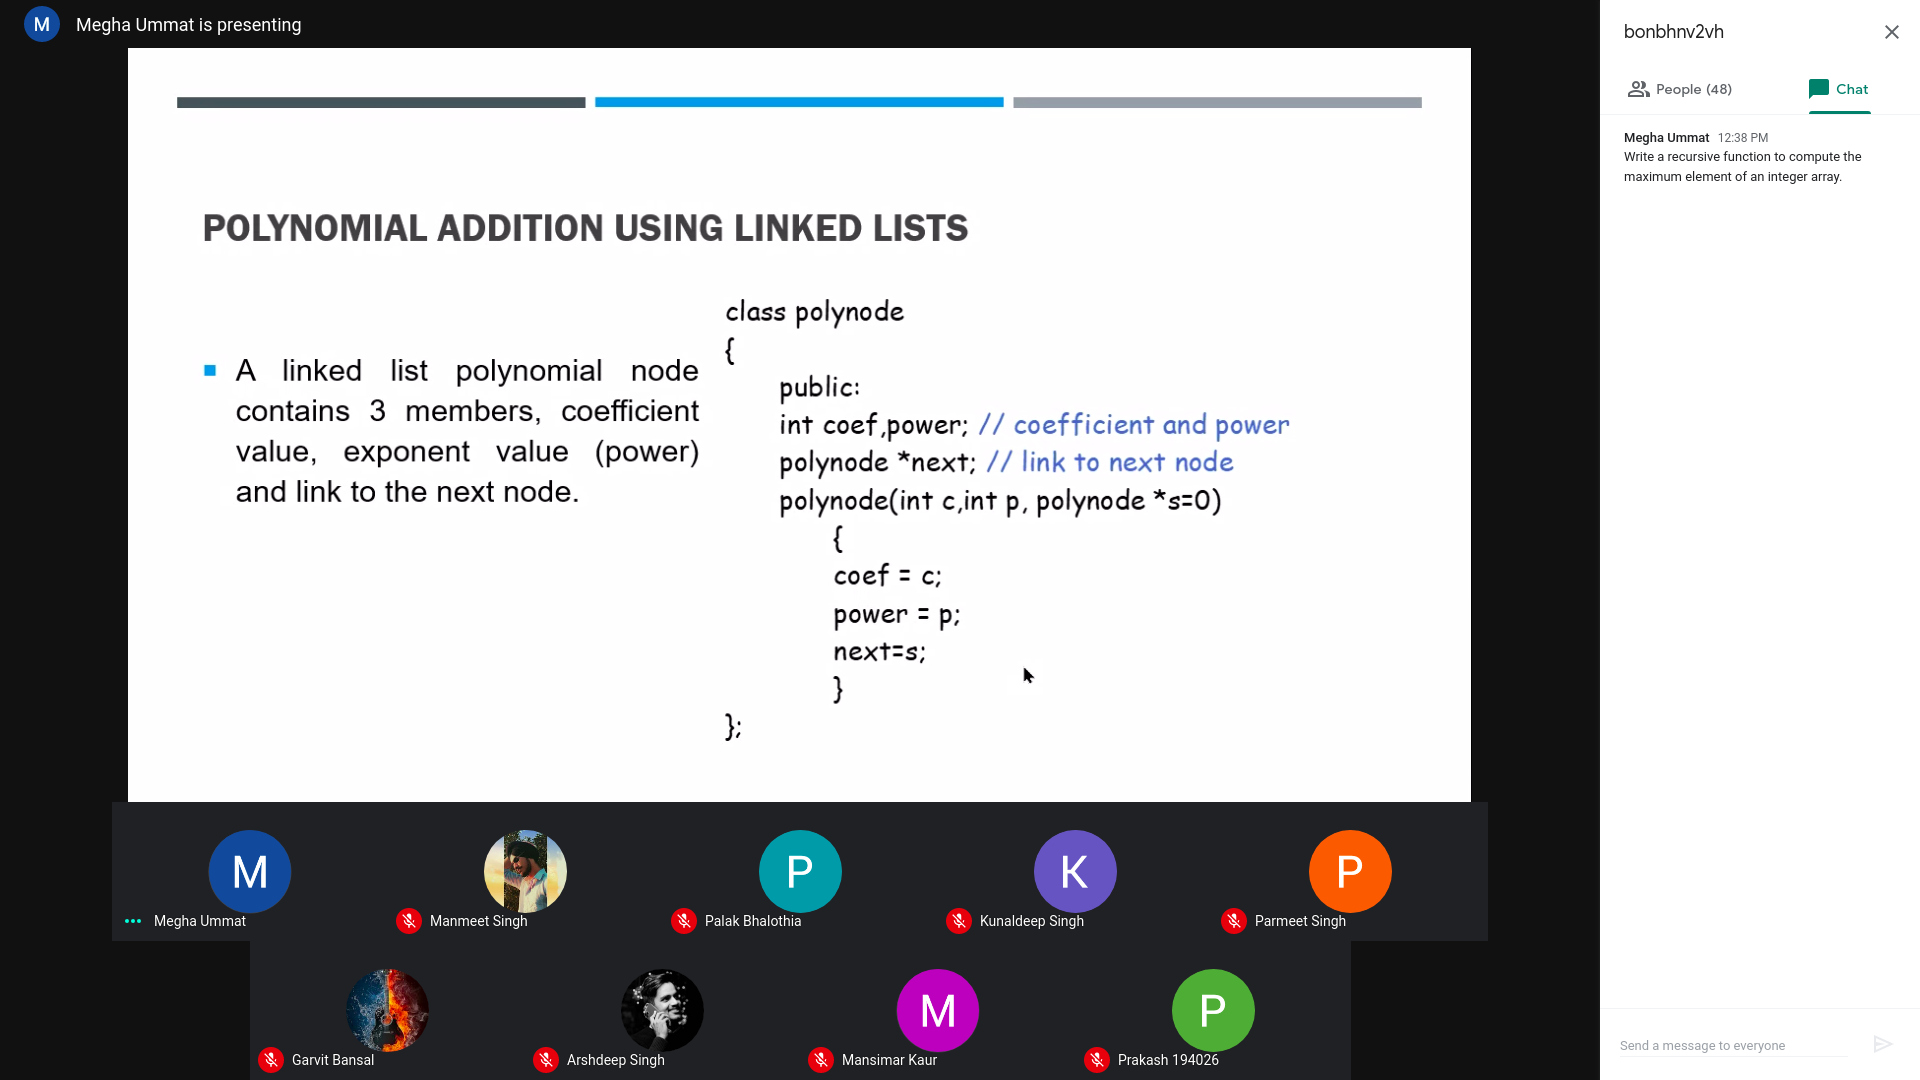 M
Megha Ummat is presenting
POLYNOMIAL ADDITION USING LINKED LISTS
A linked list polynomial node
contains 3 members, coefficient
value, exponent value (power)
and link to the next node.
class polynode
{
public:
int coef,power; // coefficient and power
polynode *next; // link to next node
polynode(int c,int p, polynode *s=0)
{
coef = c;
power = p;
next=s;
}
};
M
Megha Ummat
Manmeet Singh
P
Palak Bhalothia
K
Kunaldeep Singh
P
Parmeet Singh
Garvit Bansal
Arshdeep Singh
M
Mansimar Kaur
P
Prakash 194026
bonbhnv2vh
People (48)
Chat
Megha Ummat 12:38 PM
Write a recursive function to compute the
maximum element of an integer array.
Send a message to everyone